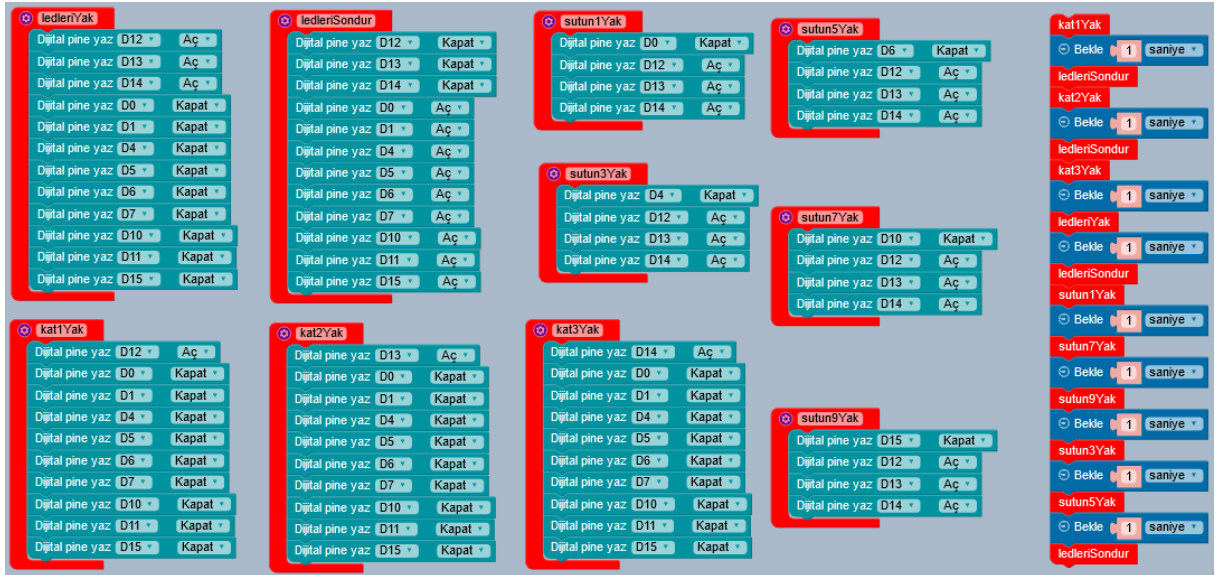 ledleriYak
Dijital pine yaz D12 Aç
Dijital pine yaz D13 Aç
Dijital pine yaz D14 Aç
Dijital pine yaz D0 Kapat
Dijital pine yaz D1 Kapat
Dijital pine yaz D4 Kapat
Dijital pine yaz D5 Kapat
Dijital pine yaz D6 Kapat
Dijital pine yaz D7 Kapat
Dijital pine yaz D10 Kapat
Dijital pine yaz D11 Kapat
Dijital pine yaz D15 Kapat
ledleriSondur
Dijital pine yaz D12 Kapat
Dijital pine yaz D13 Kapat
Dijital pine yaz D14 Kapat
Dijital pine yaz D0 Aç
Dijital pine yaz D1 Aç
Dijital pine yaz D4 Aç
Dijital pine yaz D5 Aç
Dijital pine yaz D6 Aç
Dijital pine yaz D7 Aç
Dijital pine yaz D10 Aç
Dijital pine yaz D11 Aç
Dijital pine yaz D15 Aç
sutun1Yak
Dijital pine yaz D0 Kapat
Dijital pine yaz D12 Aç
Dijital pine yaz D13 Aç
Dijital pine yaz D14 Aç
sutun3Yak
Dijital pine yaz D4 Kapat
Dijital pine yaz D12 Aç
Dijital pine yaz D13 Aç
Dijital pine yaz D14 Aç
sutun5Yak
Dijital pine yaz D6 Kapat
Dijital pine yaz D12 Aç
Dijital pine yaz D13 Aç
Dijital pine yaz D14 Aç
sutun7Yak
Dijital pine yaz D10 Kapat
Dijital pine yaz D12 Aç
Dijital pine yaz D13 Aç
Dijital pine yaz D14 Aç
kat1Yak
Dijital pine yaz D12 Aç
Dijital pine yaz D0 Kapat
Dijital pine yaz D1 Kapat
Dijital pine yaz D4 Kapat
Dijital pine yaz D5 Kapat
Dijital pine yaz D6 Kapat
Dijital pine yaz D7 Kapat
Dijital pine yaz D10 Kapat
Dijital pine yaz D11 Kapat
Dijital pine yaz D15 Kapat
kat2Yak
Dijital pine yaz D13 Aç
Dijital pine yaz D0 Kapat
Dijital pine yaz D1 Kapat
Dijital pine yaz D4 Kapat
Dijital pine yaz D5 Kapat
Dijital pine yaz D6 Kapat
Dijital pine yaz D7 Kapat
Dijital pine yaz D10 Kapat
Dijital pine yaz D11 Kapat
Dijital pine yaz D15 Kapat
kat3Yak
Dijital pine yaz D14 Aç
Dijital pine yaz D0 Kapat
Dijital pine yaz D1 Kapat
Dijital pine yaz D4 Kapat
Dijital pine yaz D5 Kapat
Dijital pine yaz D6 Kapat
Dijital pine yaz D7 Kapat
Dijital pine yaz D10 Kapat
Dijital pine yaz D11 Kapat
Dijital pine yaz D15 Kapat
sutun9Yak
Dijital pine yaz D15 Kapat
Dijital pine yaz D12 Aç
Dijital pine yaz D13 Aç
Dijital pine yaz D14 Aç
kat1Yak
Bekle 1 saniye
ledleriSondur
kat2Yak
Bekle 1 saniye
ledleriSondur
kat3Yak
Bekle 1 saniye
ledleriYak
Bekle 1 saniye
ledleriSondur
sutun1Yak
Bekle 1 saniye
sutun7Yak
Bekle 1 saniye
sutun9Yak
Bekle 1 saniye
sutun3Yak
Bekle 1 saniye
sutun5Yak
Bekle 1 saniye
ledleriSondur